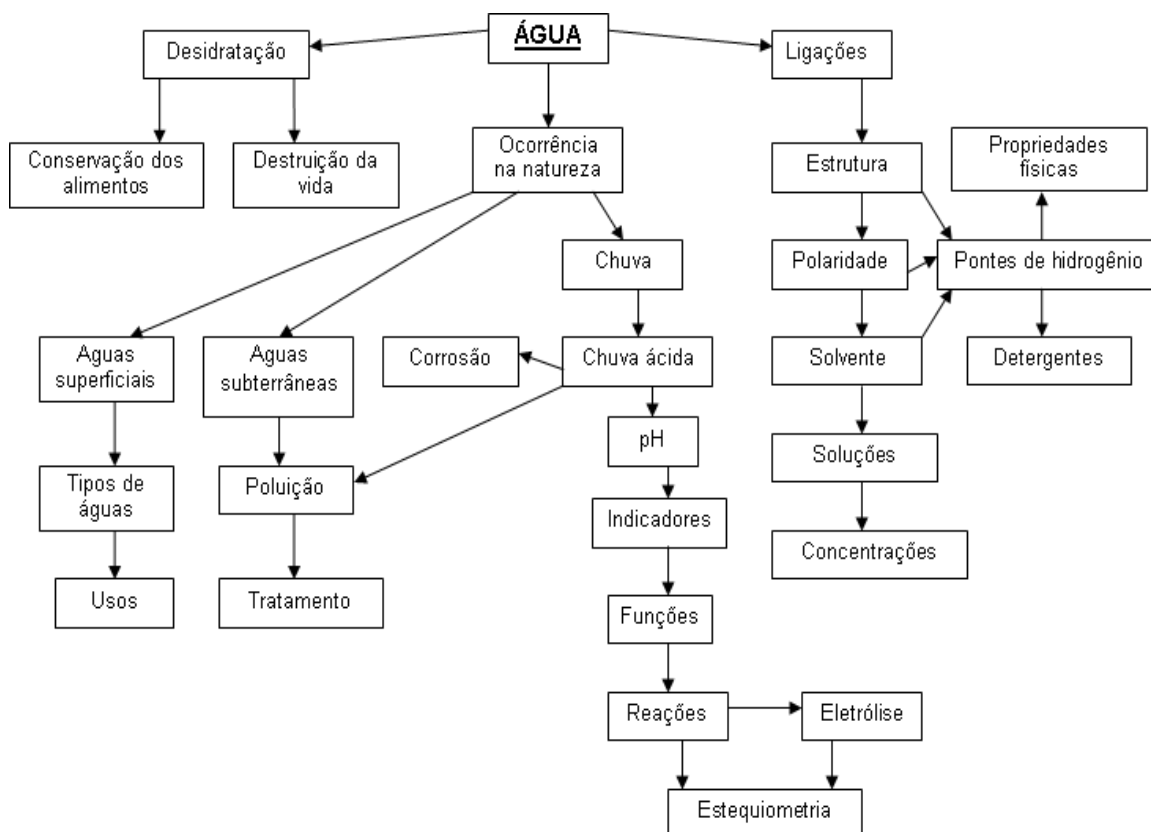 ÁGUA
Desidratação
Ligações
Conservação dos
alimentos
Destruição da
vida
Ocorrência
na natureza
Estrutura
Propriedades
físicas
Chuva
Polaridade
Pontes de hidrogênio
Aguas
superficiais
Aguas
subterrâneas
Corrosão
Chuva ácida
Solvente
Detergentes
pH
Soluções
Tipos de
águas
Poluição
Indicadores
Concentrações
Usos
Tratamento
Funções
Reações
Eletrólise
Estequiometria